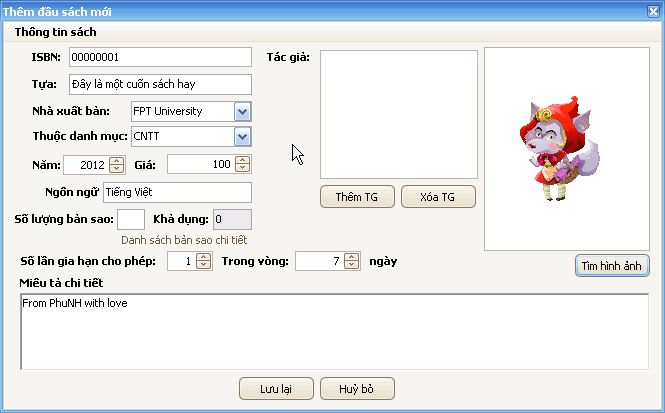 Thêm đầu sách mới
Thông tin sách
ISBN: 00000001
Tác giả:
Tựa: Đây là một cuốn sách hay
Nhà xuất bản: FPT University
Thuộc danh mục: CNTT
Năm: 2012 Giá: 100
Ngôn ngữ Tiếng Việt
Thêm TG Xóa TG
Số lượng bản sao: Khả dụng: 0
Danh sách bản sao chi tiết
Số lần gia hạn cho phép: 1 Trong vòng: 7 ngày
Tìm hình ảnh
Miêu tả chi tiết
From PhuNH with love
Lưu lại Huỷ bỏ